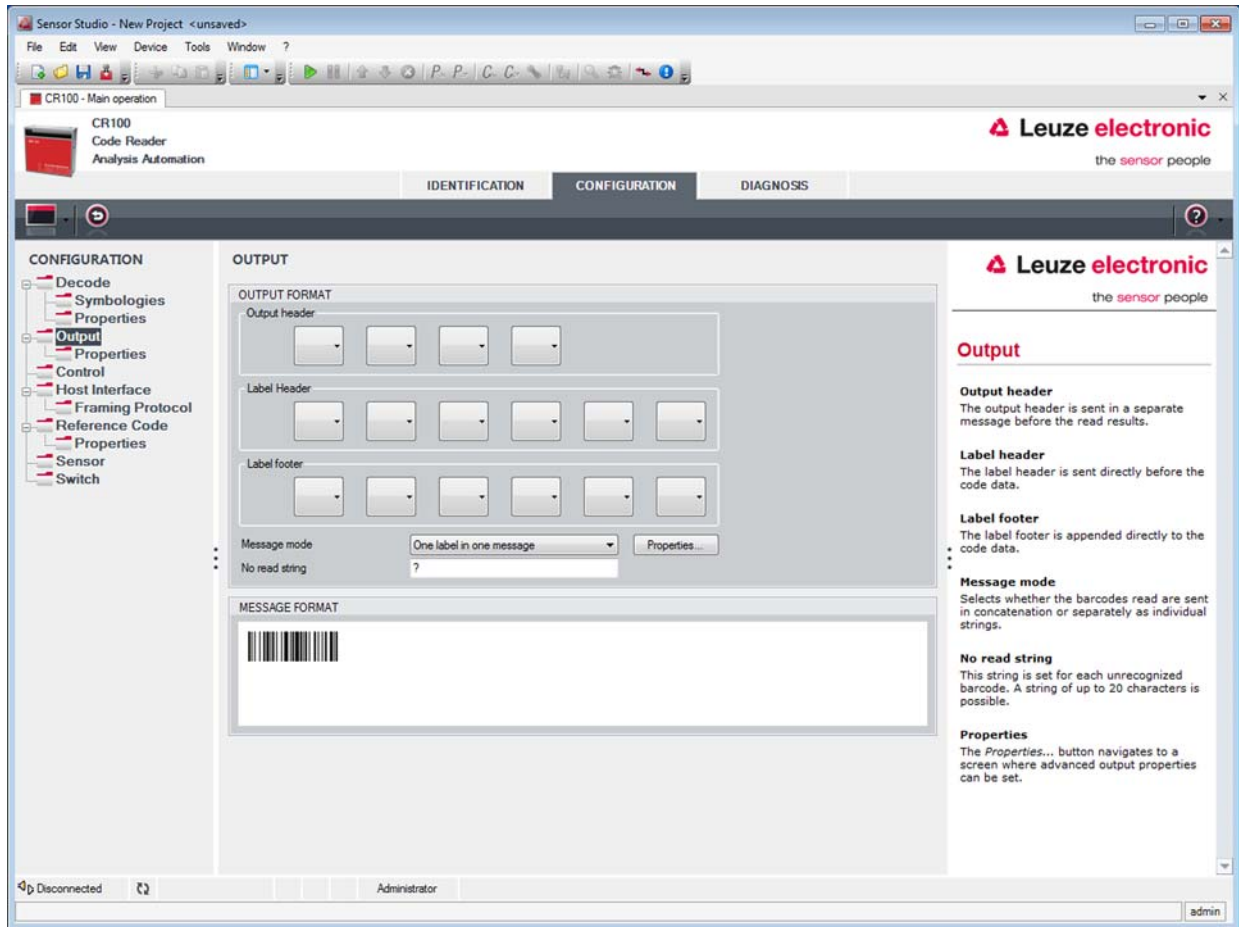 Sensor Studio - New Project <unsaved>
File Edit View Device Tools Window ?
P- P- C- C-
CR100 - Main operation
CR100
Code Reader
Analysis Automation
Leuze electronic
the sensor people
IDENTIFICATION CONFIGURATION DIAGNOSIS
CONFIGURATION
Decode
Symbologies
Properties
Output
Properties
Control
Host Interface
Framing Protocol
Reference Code
Properties
Sensor
Switch
OUTPUT
OUTPUT FORMAT
Output header
Label Header
Label footer
Message mode One label in one message Properties...
No read string ?
MESSAGE FORMAT
Leuze electronic
the sensor people
Output
Output header
The output header is sent in a separate
message before the read results.
Label header
The label header is sent directly before the
code data.
Label footer
The label footer is appended directly to the
code data.
Message mode
Selects whether the barcodes read are sent
in concatenation or separately as individual
strings.
No read string
This string is set for each unrecognized
barcode. A string of up to 20 characters is
possible.
Properties
The Properties... button navigates to a
screen where advanced output properties
can be set.
Disconnected Administrator
admin